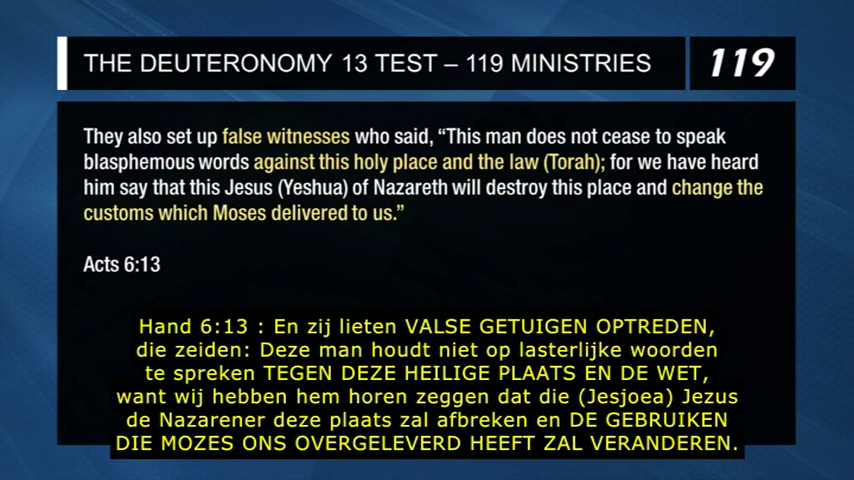 THE DEUTERONOMY 13 TEST – 119 MINISTRIES
119
They also set up false witnesses who said, “This man does not cease to speak
blasphemous words against this holy place and the law (Torah); for we have heard
him say that this Jesus (Yeshua) of Nazareth will destroy this place and change the
customs which Moses delivered to us.”
Acts 6:13
Hand 6:13 : En zij lieten VALSE GETUIGEN OPTREDEN,
die zeiden: Deze man houdt niet op lasterlijke woorden
te spreken TEGEN DEZE HEILIGE PLAATS EN DE WET,
want wij hebben hem horen zeggen dat die (Jesjoea) Jezus
de Nazarener deze plaats zal afbreken en DE GEBRUIKEN
DIE MOZES ONS OVERGELEVERD HEEFT ZAL VERANDEREN.